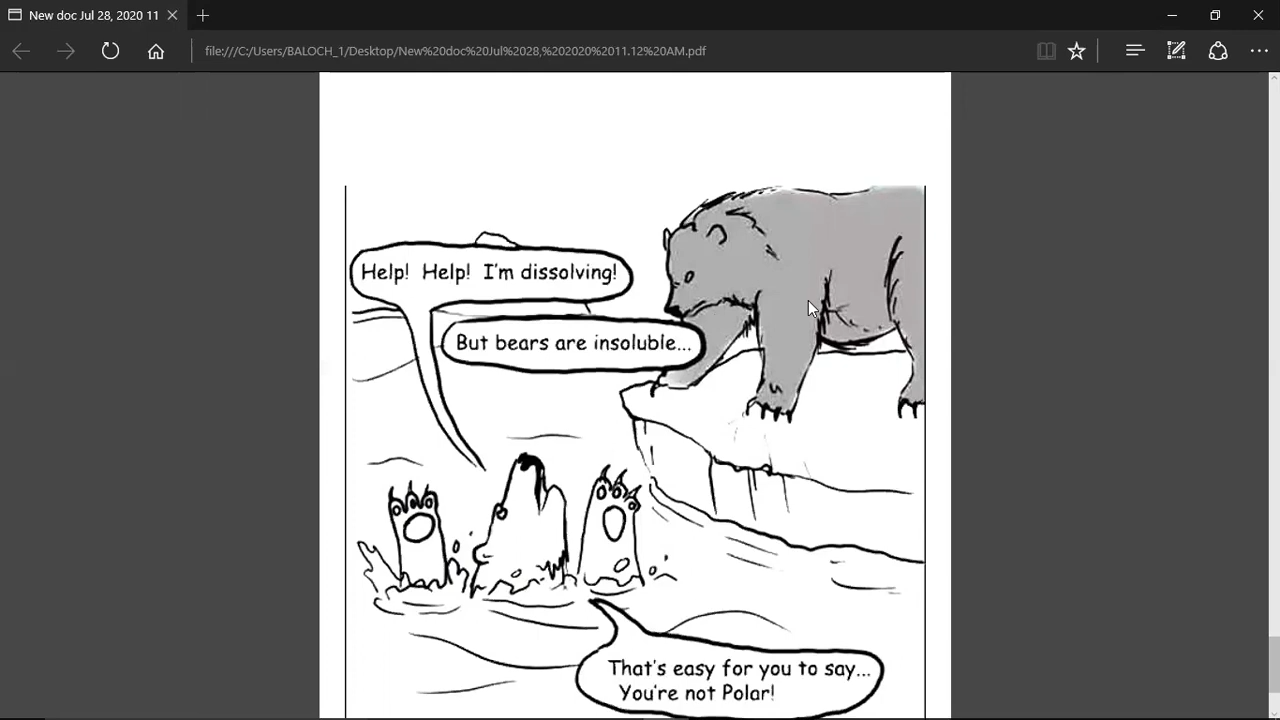 New doc Jul 28, 2020 11
file:///C:/Users/BALOCH_1/Desktop/New%20doc%20Jul%2028,%202020%2011.12%20AM.pdf
Help! Help! I'm dissolving!
But bears are insoluble...
That's easy for you to say...
You're not Polar!